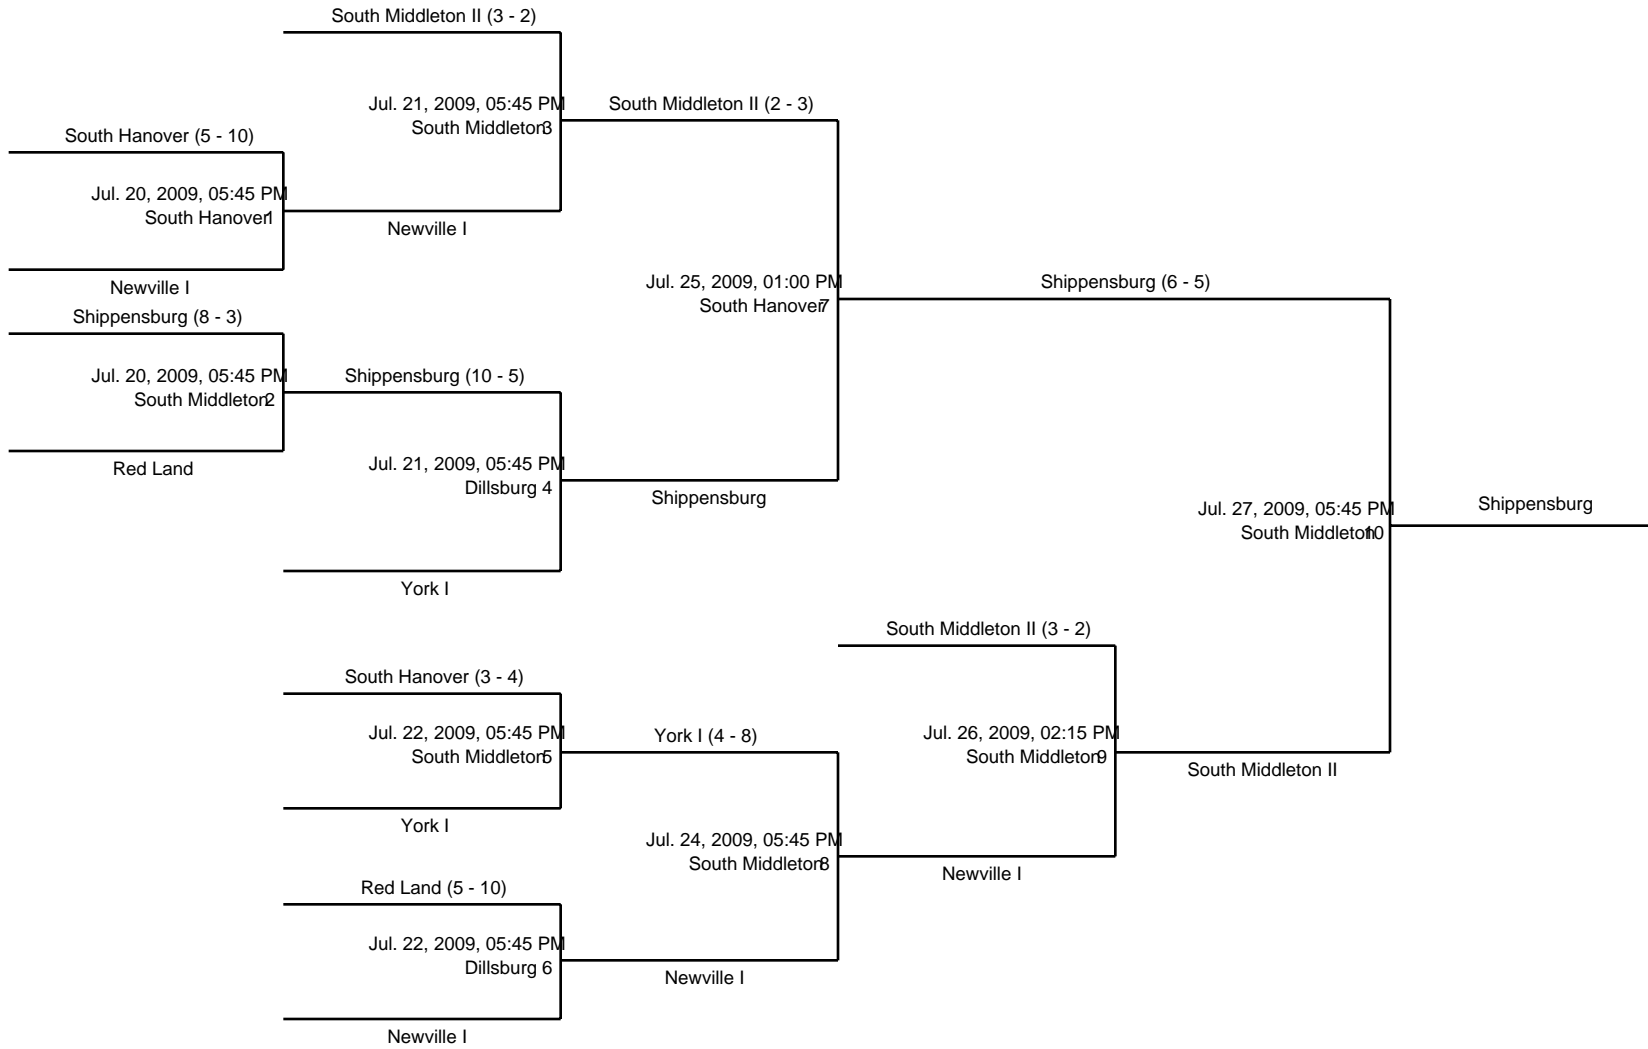 South Middleton II (3 - 2)
Jul. 21, 2009, 05:45 PM
South Middleton 3
South Middleton II (2 - 3)
South Hanover (5 - 10)
Jul. 20, 2009, 05:45 PM
South Hanover 1
Newville I
Newville I
Jul. 25, 2009, 01:00 PM
South Hanover 7
Shippensburg (6 - 5)
Shippensburg (8 - 3)
Jul. 20, 2009, 05:45 PM
South Middleton 2
Shippensburg (10 - 5)
Red Land
Jul. 21, 2009, 05:45 PM
Dillsburg 4
Shippensburg
York I
Jul. 27, 2009, 05:45 PM
South Middleton 10
Shippensburg
South Middleton II (3 - 2)
South Hanover (3 - 4)
Jul. 22, 2009, 05:45 PM
South Middleton 5
York I (4 - 8)
Jul. 26, 2009, 02:15 PM
South Middleton 9
South Middleton II
York I
Jul. 24, 2009, 05:45 PM
South Middleton 8
Newville I
Red Land (5 - 10)
Jul. 22, 2009, 05:45 PM
Dillsburg 6
Newville I
Newville I